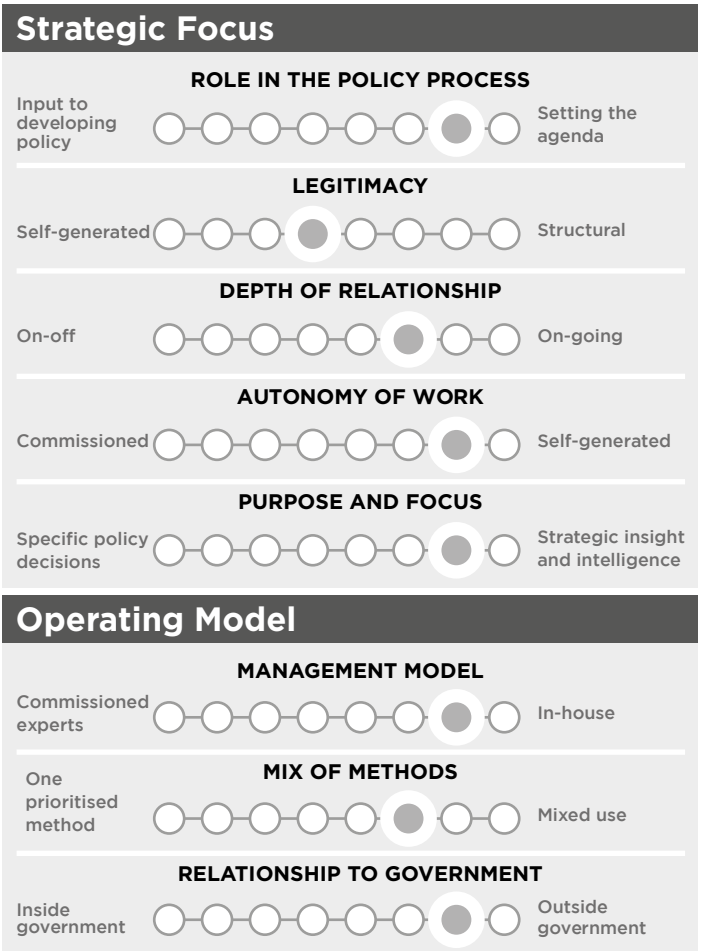 Strategic Focus
ROLE IN THE POLICY PROCESS
Input to
developing
policy
Setting the
agenda
LEGITIMACY
Self-generated
Structural
DEPTH OF RELATIONSHIP
On-off
On-going
AUTONOMY OF WORK
Commissioned
Self-generated
PURPOSE AND FOCUS
Specific policy
decisions
Strategic insight
and intelligence
Operating Model
MANAGEMENT MODEL
Commissioned
experts
In-house
MIX OF METHODS
One
prioritised
method
Mixed use
RELATIONSHIP TO GOVERNMENT
Inside
government
Outside
government